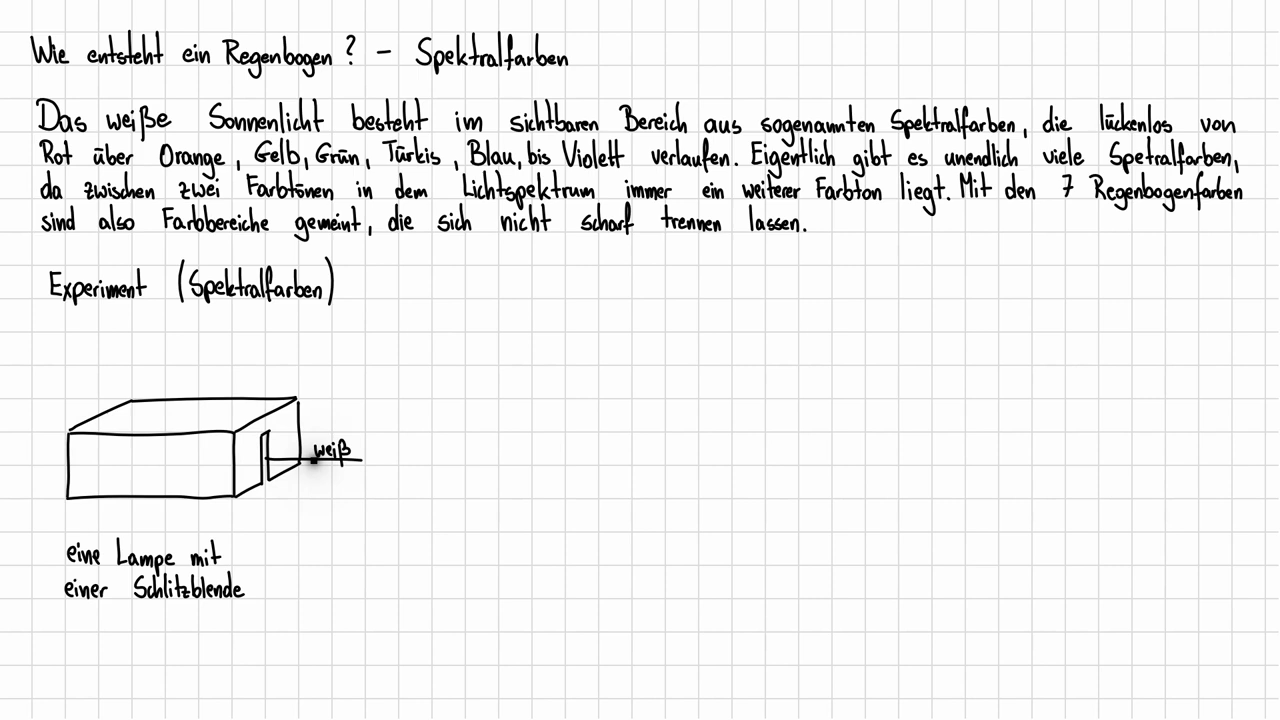 Wie entsteht ein Regenbogen? - Spektralfarben
Das weiße Sonnenlicht besteht im sichtbaren Bereich aus sogenannten Spektralfarben, die lückenlos von
Rot über Orange, Gelb, Grün, Türkis, Blau, bis Violett verlaufen. Eigentlich gibt es unendlich viele Spetralfarben,
da zwischen zwei Farbtönen in dem Lichtspektrum immer ein weiterer Farbton liegt. Mit den 7 Regenbogenfarben
sind also Farbbereiche gemeint, die sich nicht scharf trennen lassen.
Experiment (Spektralfarben)
weiß
eine Lampe mit
einer Schlitzblende